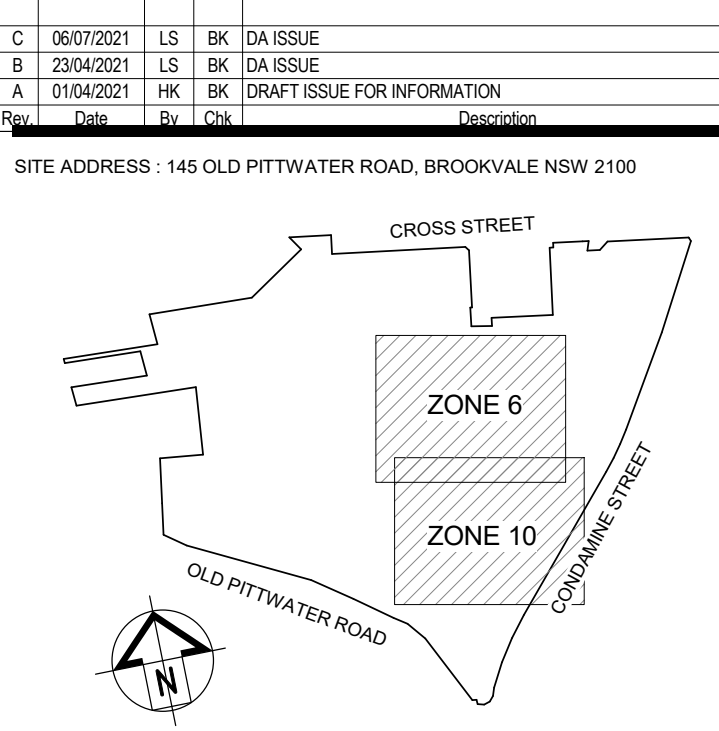 C 06/07/2021 LS BK DA ISSUE
B 23/04/2021 LS BK DA ISSUE
A 01/04/2021 HK BK DRAFT ISSUE FOR INFORMATION
Rev. Date By Chk Description
SITE ADDRESS : 145 OLD PITTWATER ROAD, BROOKVALE NSW 2100
CROSS STREET
ZONE 6
CONDAMINE STREET
ZONE 10
OLD PITTWATER ROAD
N